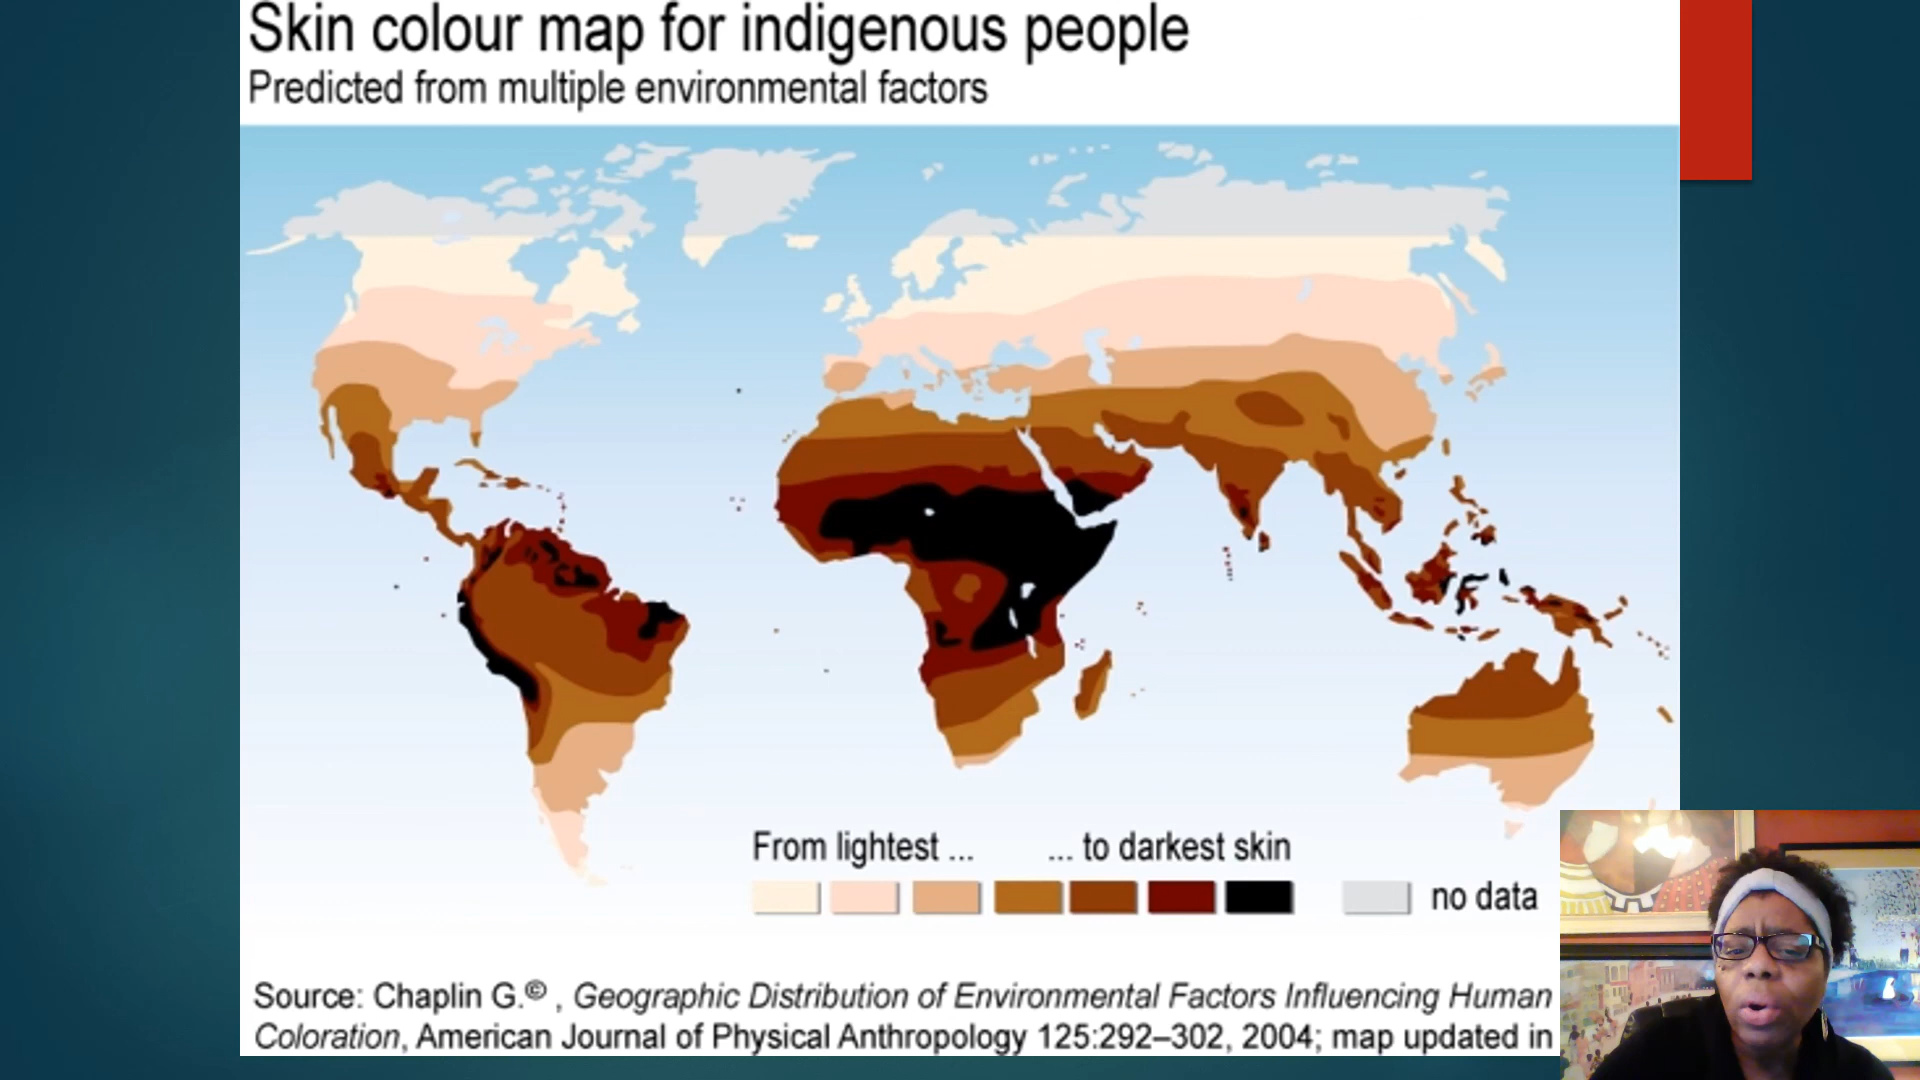 Skin colour map for indigenous people
Predicted from multiple environmental factors
From lightest ... ... to darkest skin
no data
Source: Chaplin G.© , Geographic Distribution of Environmental Factors Influencing Human
Coloration, American Journal of Physical Anthropology 125:292–302, 2004; map updated in